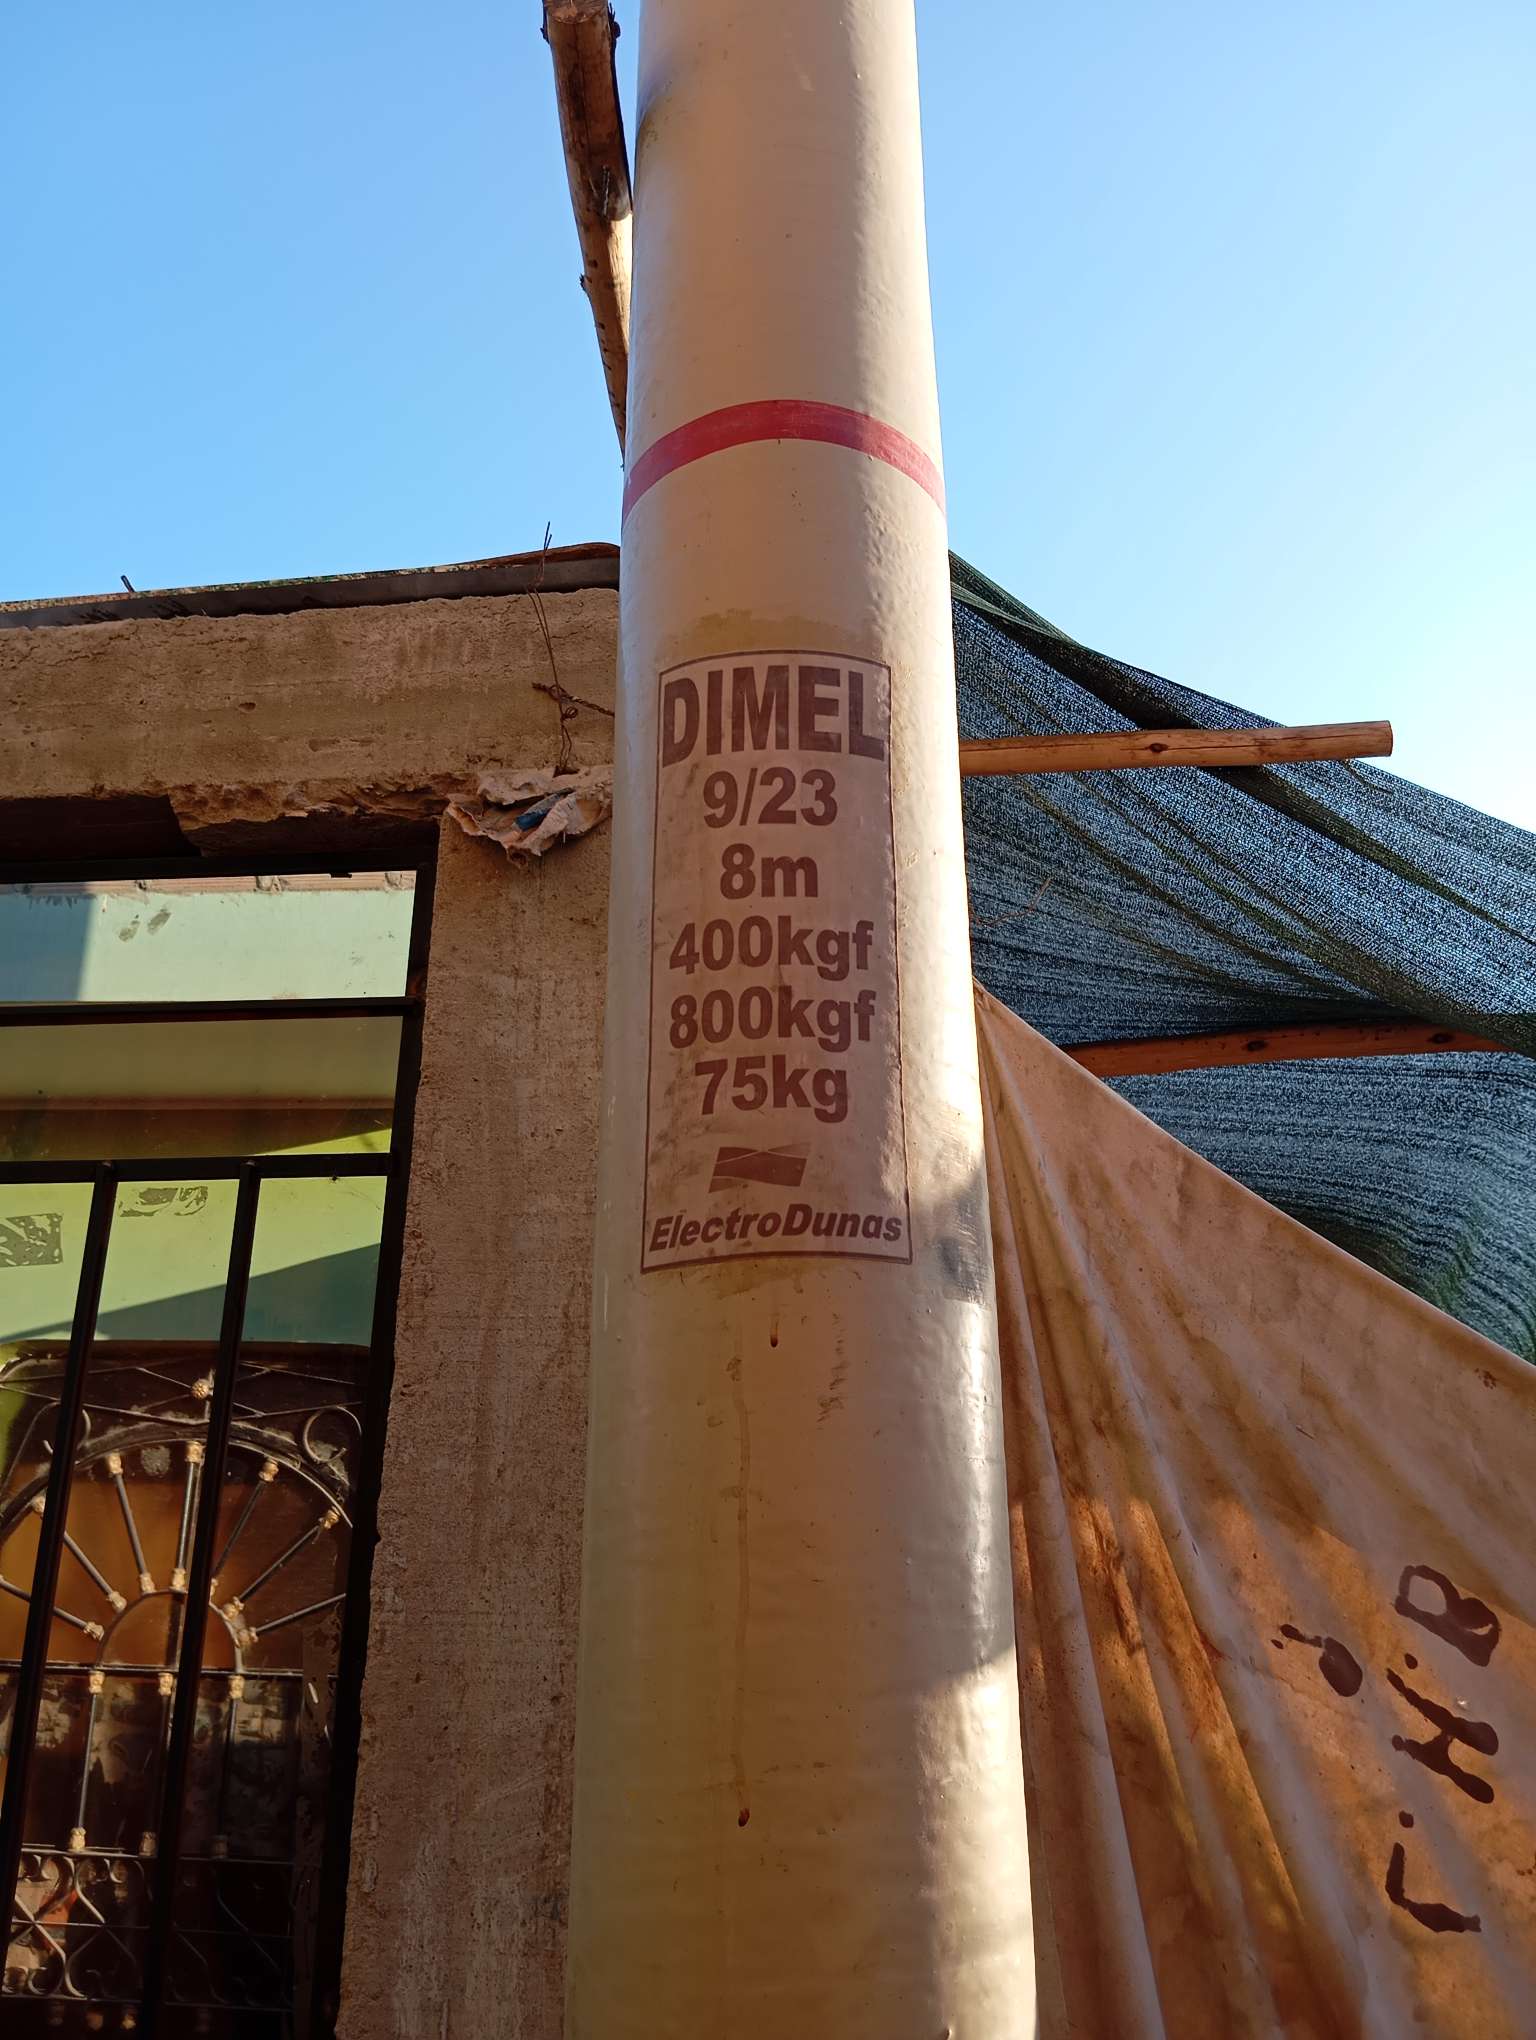 DIMEL
9/23
8m
400kgf
800kgf
75kg
ElectroDunas